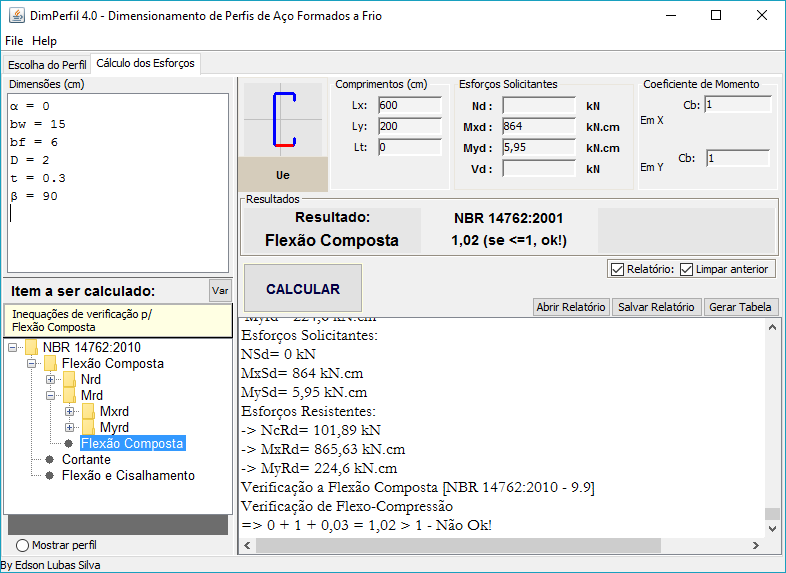 DimPerfil 4.0 - Dimensionamento de Perfis de Aço Formados a Frio
File Help
Escolha do Perfil Cálculo dos Esforços
Dimensões (cm)
α = 0
bw = 15
bf = 6
D = 2
t = 0.3
β = 90
Ue
Comprimentos (cm)
Lx: 600
Ly: 200
Lt: 0
Esforços Solicitantes
Nd : kN
Mxd : 864 kN.cm
Myd : 5,95 kN.cm
Vd : kN
Coeficiente de Momento
Cb: 1
Em X
Cb: 1
Em Y
Resultados
Resultado: NBR 14762:2001
Flexão Composta 1,02 (se <=1, ok!)
Relatório: Limpar anterior
CALCULAR
Abrir Relatório Salvar Relatório Gerar Tabela
Item a ser calculado: Var
Inequações de verificação p/
Flexão Composta
NBR 14762:2010
Flexão Composta
Nrd
Mrd
Mxrd
Myrd
Flexão Composta
Cortante
Flexão e Cisalhamento
Mostrar perfil
MyRd= 224,6 kN.cm
Esforços Solicitantes:
NSd= 0 kN
MxSd= 864 kN.cm
MySd= 5,95 kN.cm
Esforços Resistentes:
-> NcRd= 101,89 kN
-> MxRd= 865,63 kN.cm
-> MyRd= 224,6 kN.cm
Verificação a Flexão Composta [NBR 14762:2010 - 9.9]
Verificação de Flexo-Compressão
=> 0 + 1 + 0,03 = 1,02 > 1 - Não Ok!
By Edson Lubas Silva